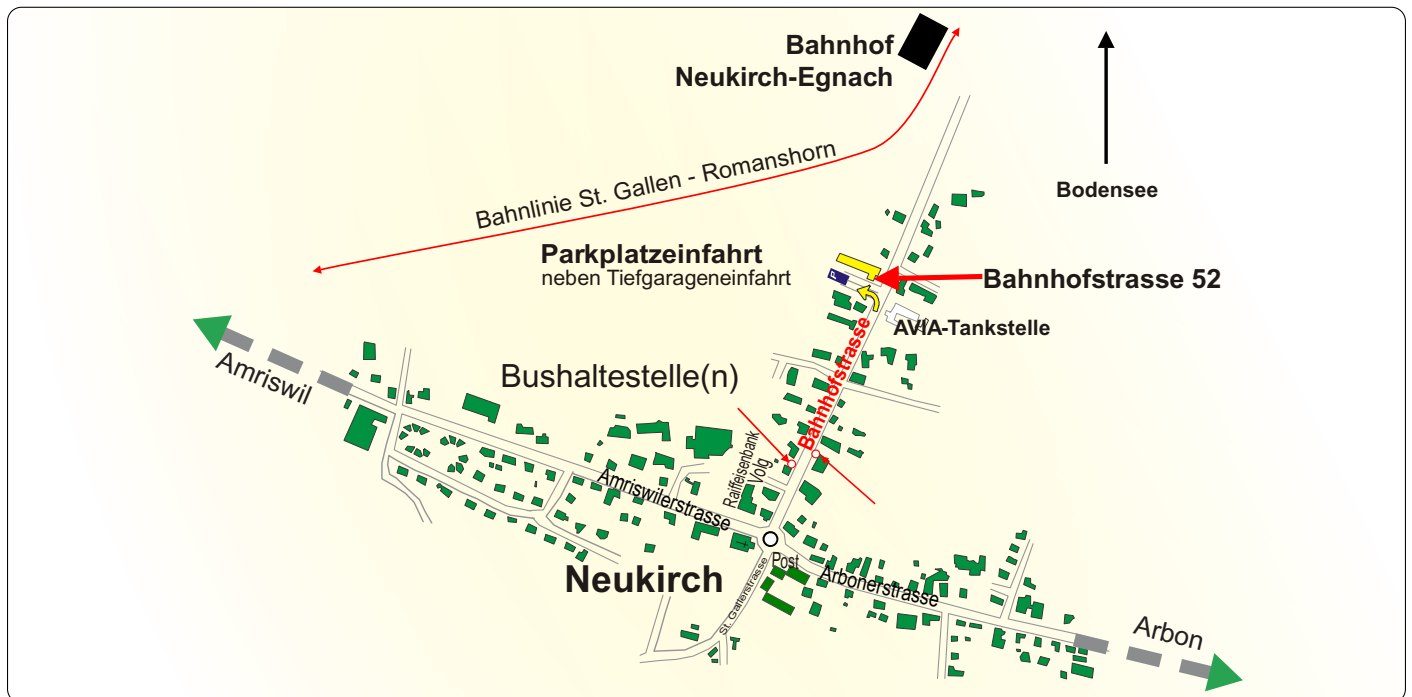 Bahnhof
Neukirch-Egnach
Bahnlinie St. Gallen - Romanshorn
Bodensee
Parkplatzeinfahrt
neben Tiefgarageneinfahrt
P
Bahnhofstrasse 52
AVIA-Tankstelle
Bahnhofstrasse
Amriswil
Bushaltestelle(n)
Raiffeisenbank
Volg
Amriswilerstrasse
Neukirch
Post
Arbonerstrasse
St. Gallerstrasse
Arbon